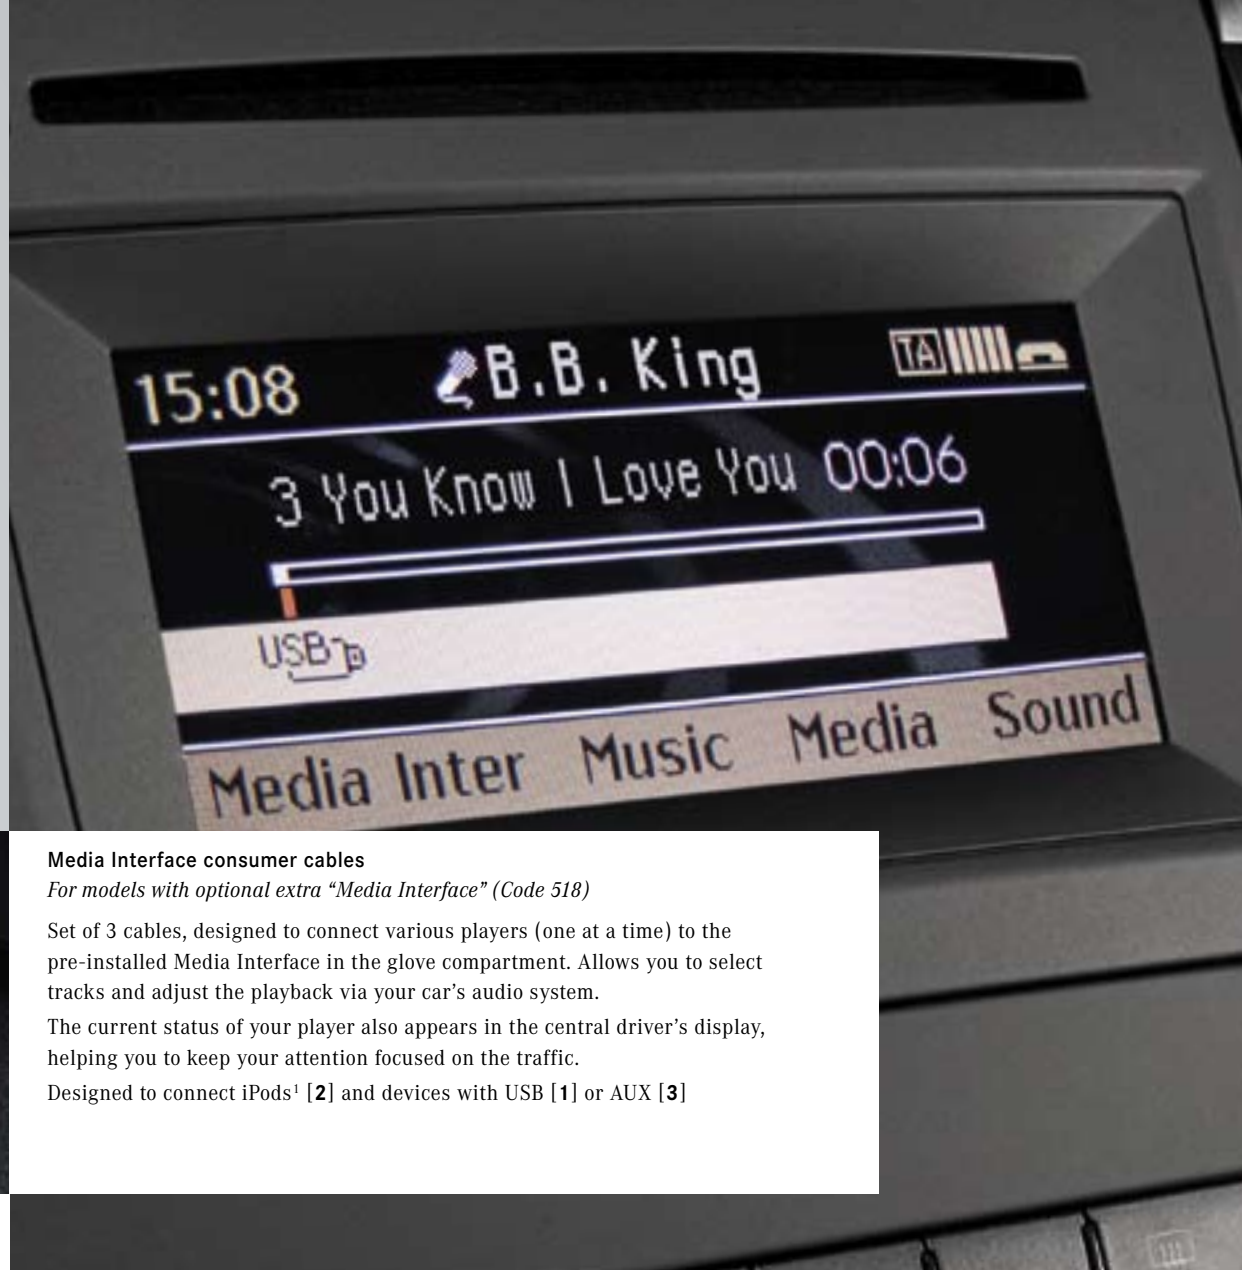 15:08 B.B. King TA
3 You Know I Love You 00:06
USB
Media Inter Music Media Sound
Media Interface consumer cables
For models with optional extra “Media Interface” (Code 518)
Set of 3 cables, designed to connect various players (one at a time) to the
pre-installed Media Interface in the glove compartment. Allows you to select
tracks and adjust the playback via your car’s audio system.
The current status of your player also appears in the central driver’s display,
helping you to keep your attention focused on the traffic.
Designed to connect iPods¹ [2] and devices with USB [1] or AUX [3]